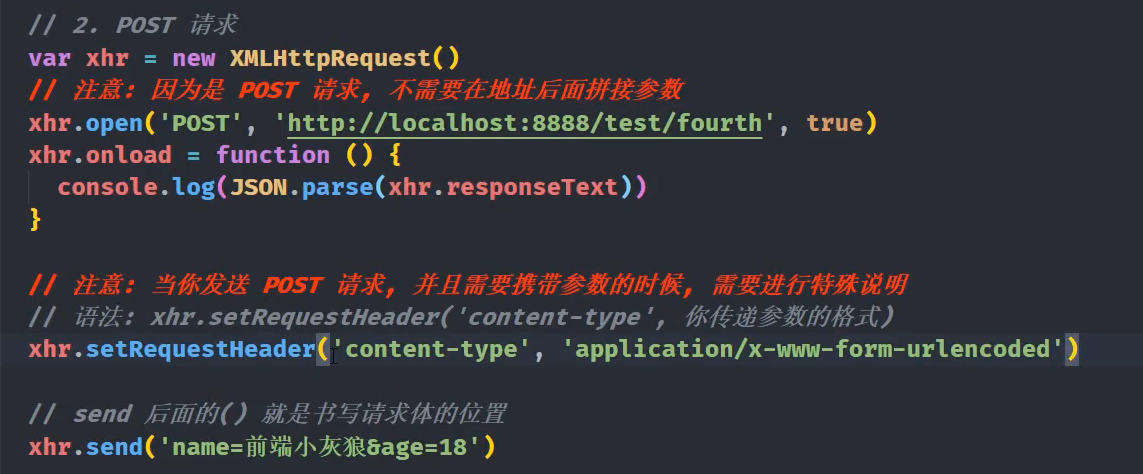 // 2. POST 请求
var xhr = new XMLHttpRequest()
// 注意: 因为是 POST 请求, 不需要在地址后面拼接参数
xhr.open('POST', 'http://localhost:8888/test/fourth', true)
xhr.onload = function () {
  console.log(JSON.parse(xhr.responseText))
}
// 注意: 当你发送 POST 请求, 并且需要携带参数的时候, 需要进行特殊说明
// 语法: xhr.setRequestHeader('content-type', 你传递参数的格式)
xhr.setRequestHeader('content-type', 'application/x-www-form-urlencoded')
// send 后面的() 就是书写请求体的位置
xhr.send('name=前端小灰狼&age=18')